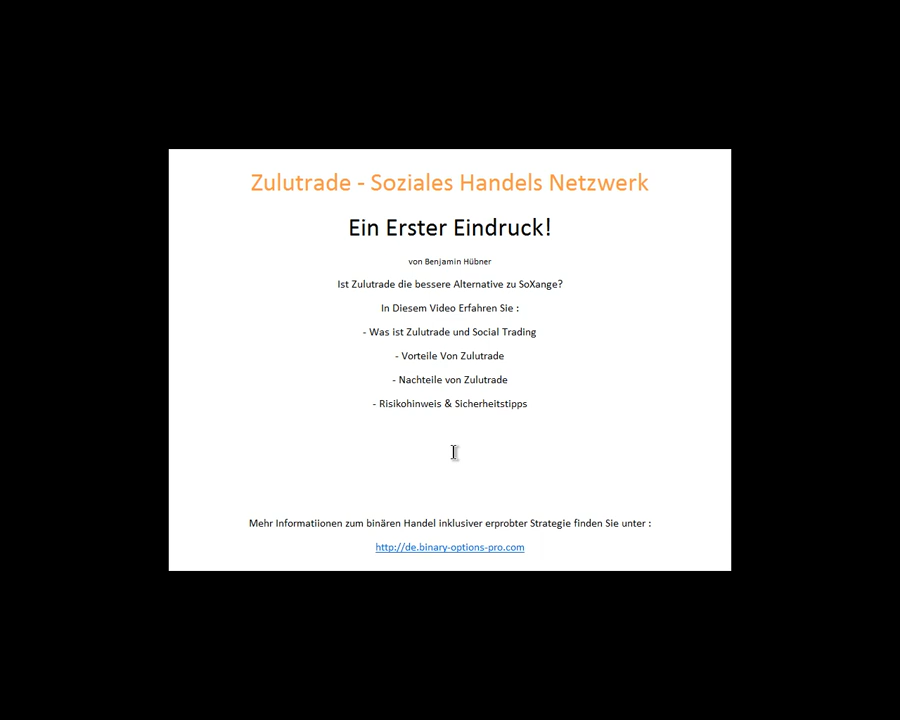 Zulutrade - Soziales Handels Netzwerk
Ein Erster Eindruck!
von Benjamin Hübner
Ist Zulutrade die bessere Alternative zu SoXange?
In Diesem Video Erfahren Sie :
- Was ist Zulutrade und Social Trading
- Vorteile Von Zulutrade
- Nachteile von Zulutrade
- Risikohinweis & Sicherheitstipps
Mehr Informatiionen zum binären Handel inklusiver erprobter Strategie finden Sie unter :
http://de.binary-options-pro.com